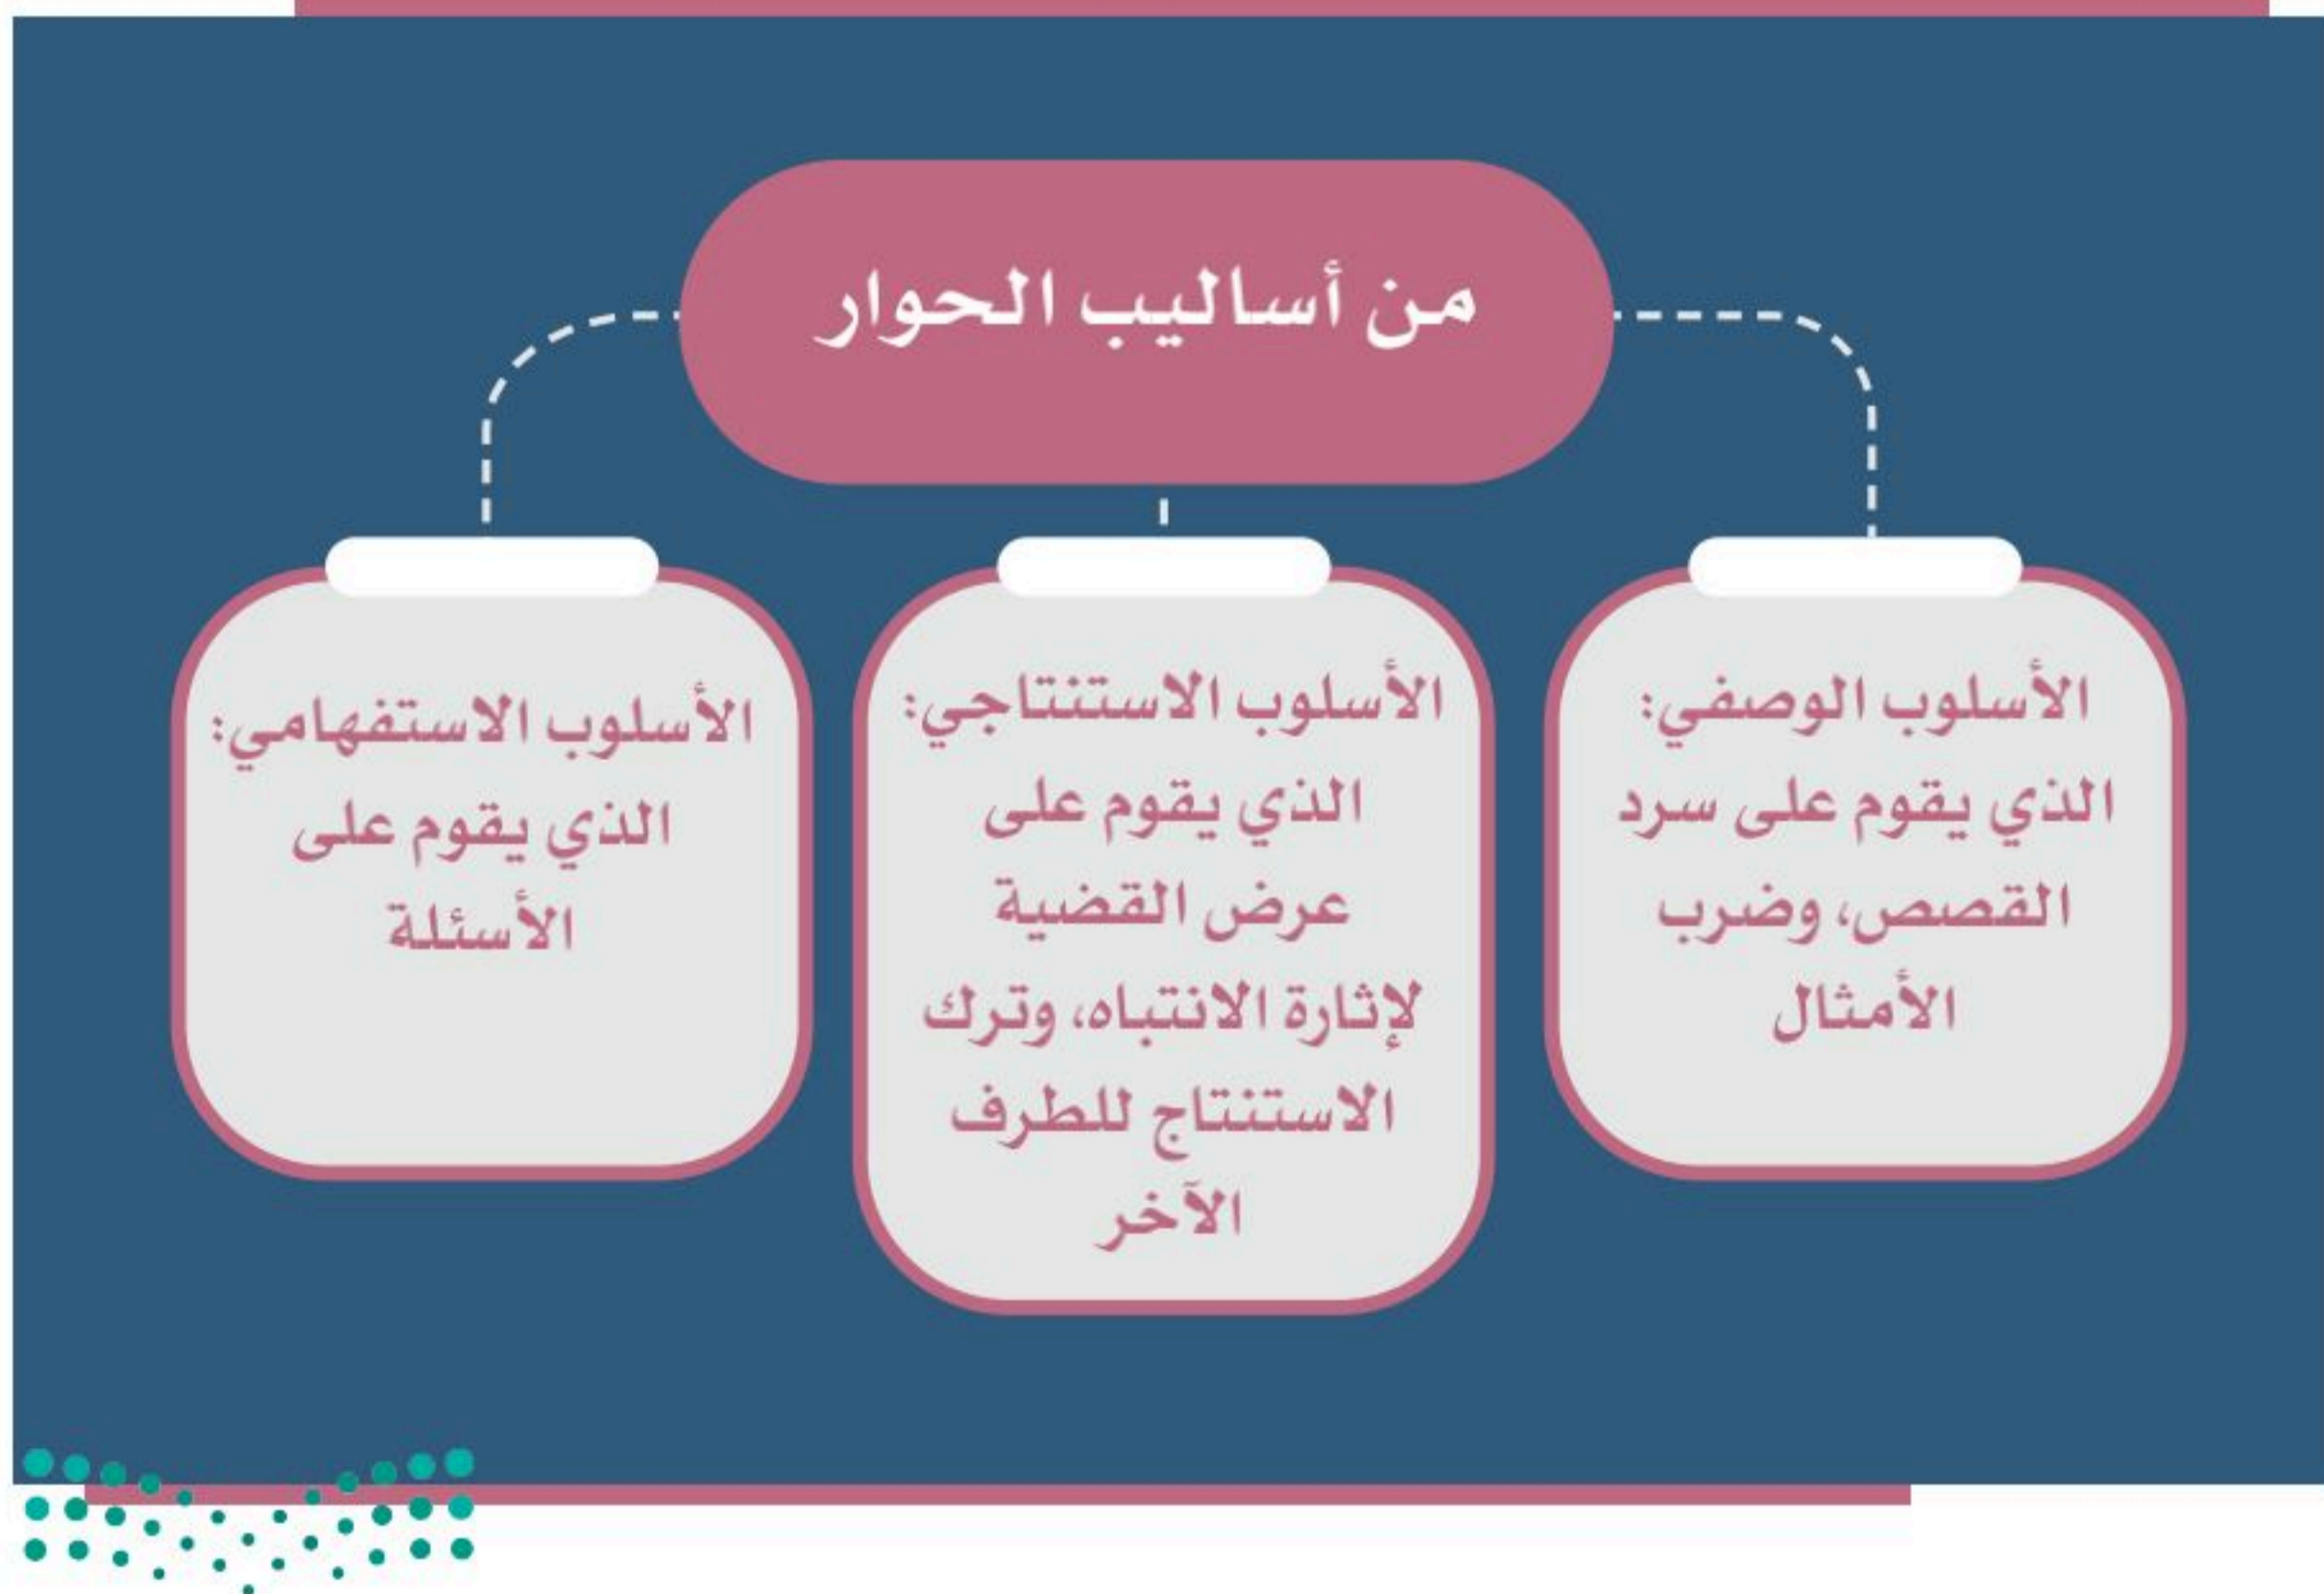 من أساليب الحوار
الأسلوب الوصفي:
الذي يقوم على سرد
القصص، وضرب
الأمثال
الأسلوب الاستنتاجي:
الذي يقوم على
عرض القضية
لإثارة الانتباه، وترك
الاستنتاج للطرف
الآخر
الأسلوب الاستفهامي:
الذي يقوم على
الأسئلة